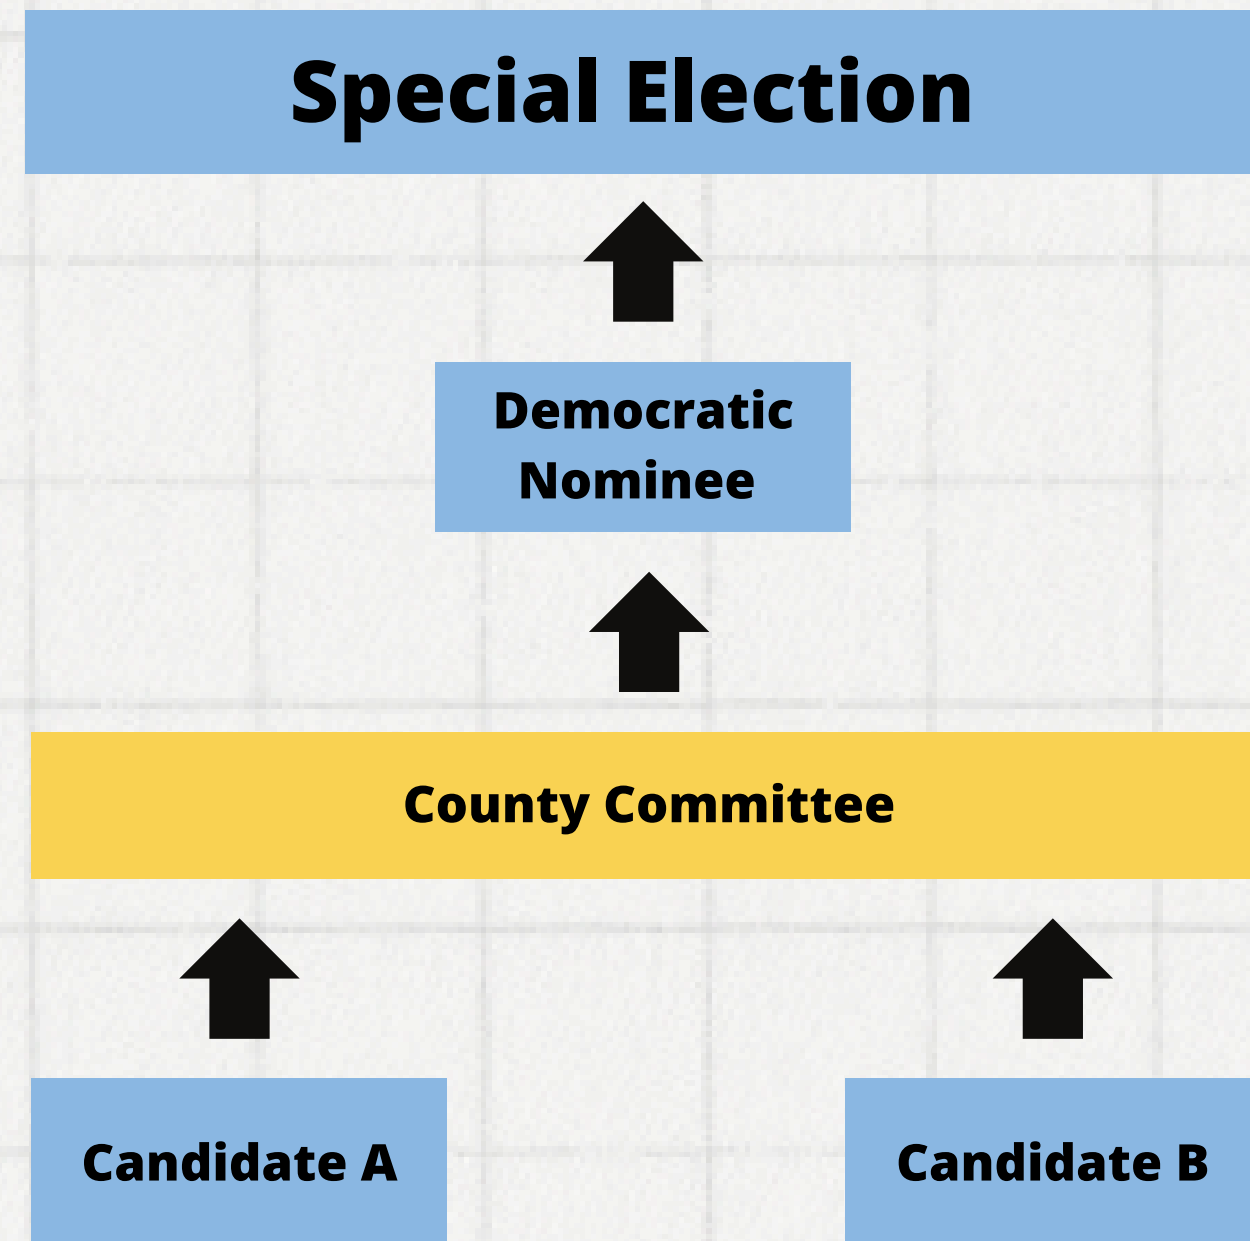 Special Election
Democratic
Nominee
County Committee
Candidate A
Candidate B